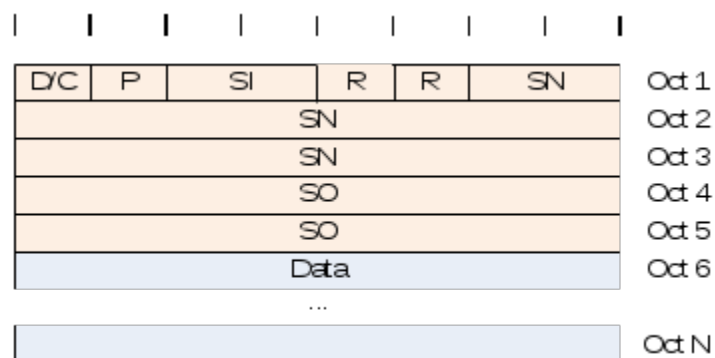 D/C P SI R R SN Oct 1
SN Oct 2
SN Oct 3
SO Oct 4
SO Oct 5
Data Oct 6
...
Oct N